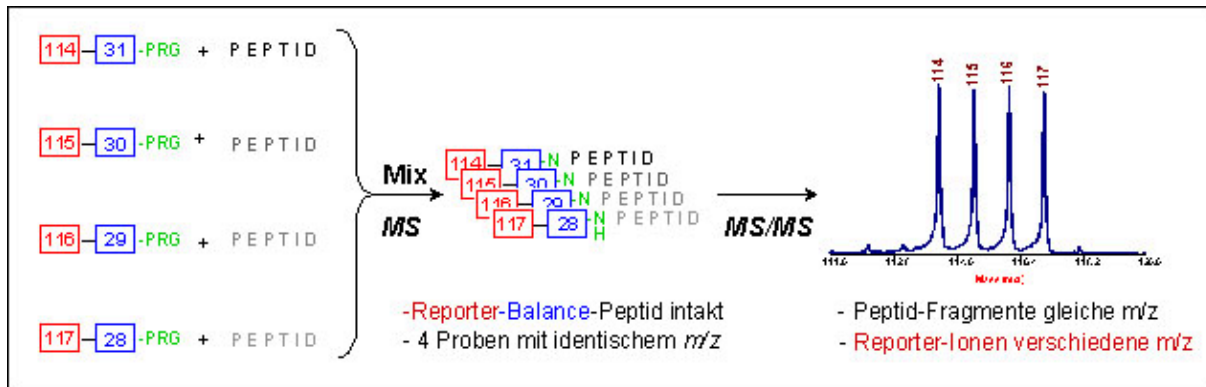 114 31 -PRG + PEPTID
115 30 -PRG + PEPTID
116 29 -PRG + PEPTID
117 28 -PRG + PEPTID
Mix
MS
114 31 -N PEPTID
115 30 -N PEPTID
116 29 -N PEPTID
117 28 -N PEPTID
H
-Reporter-Balance-Peptid intakt
- 4 Proben mit identischem m/z
MS/MS
114 115 116 117
- Peptid-Fragmente gleiche m/z
- Reporter-Ionen verschiedene m/z